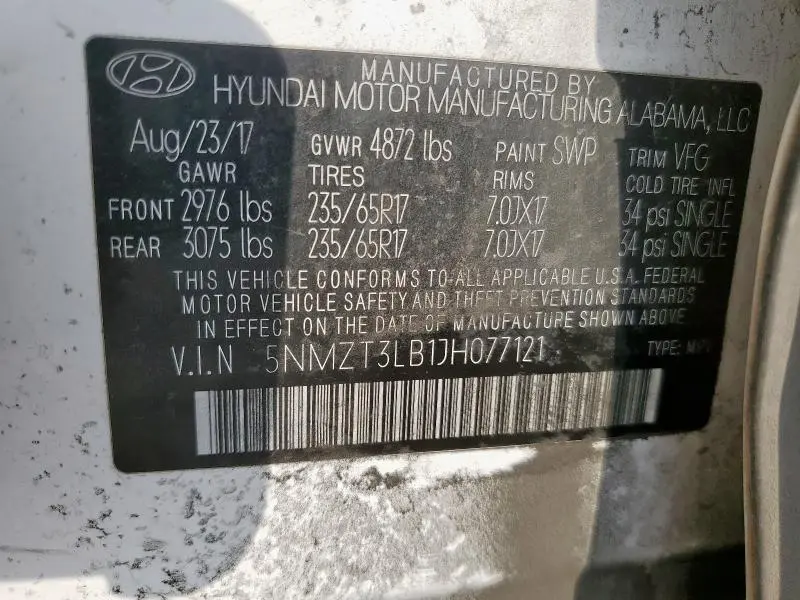 MANUFACTURED BY
HYUNDAI MOTOR MANUFACTURING ALABAMA, LLC
Aug/23/17 GVWR 4872 lbs PAINT SWP TRIM VFG
GAWR TIRES RIMS COLD TIRE INFL
FRONT 2976 lbs 235/65R17 7.0JX17 34 psi SINGLE
REAR 3075 lbs 235/65R17 7.0JX17 34 psi SINGLE
THIS VEHICLE CONFORMS TO ALL APPLICABLE U.S.A. FEDERAL
MOTOR VEHICLE SAFETY AND THEFT PREVENTION STANDARDS
IN EFFECT ON THE DATE OF MANUFACTURE SHOWN ABOVE
V.I.N 5NMZT3LB1JH077121 TYPE: